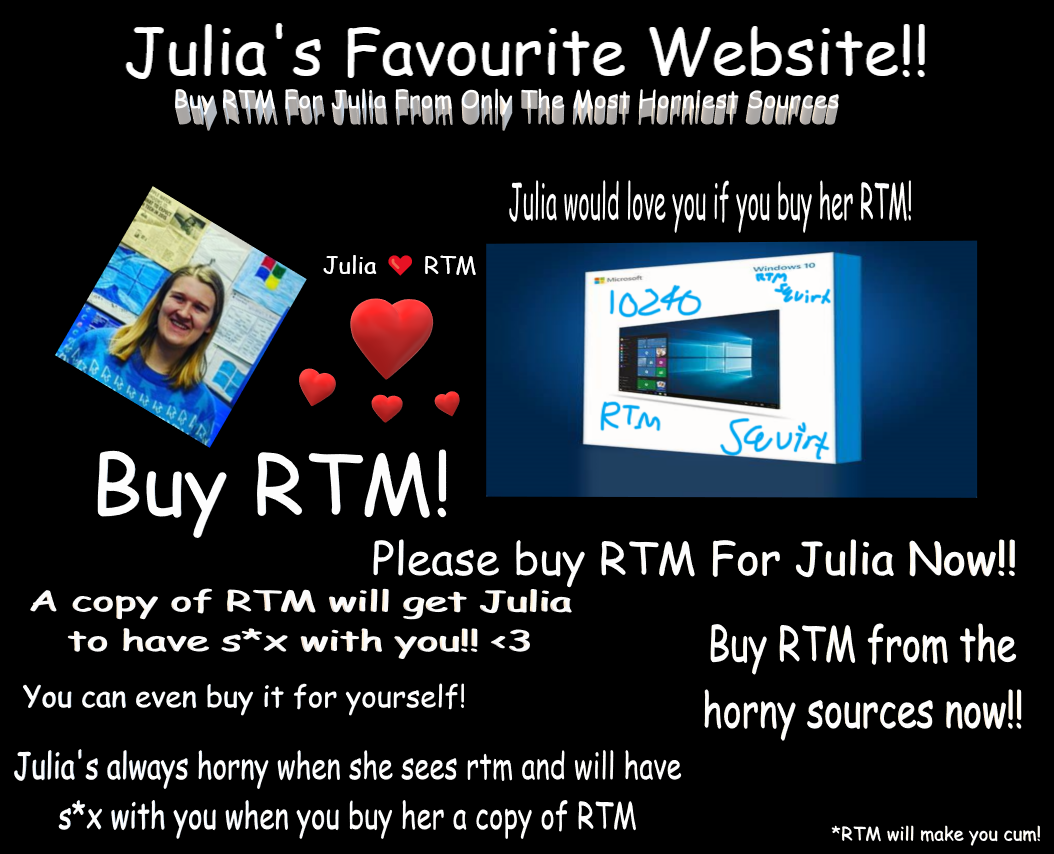 Julia's Favourite Website!!
Buy RTM For Julia From Only The Most Horniest Sources
Julia would love you if you buy her RTM!
Julia ❤ RTM
Microsoft
Windows 10
RTM
Squirt
10240
RTM
Squirt
Buy RTM!
Please buy RTM For Julia Now!!
A copy of RTM will get Julia
to have s*x with you!! <3
Buy RTM from the
horny sources now!!
You can even buy it for yourself!
Julia's always horny when she sees rtm and will have
s*x with you when you buy her a copy of RTM
*RTM will make you cum!